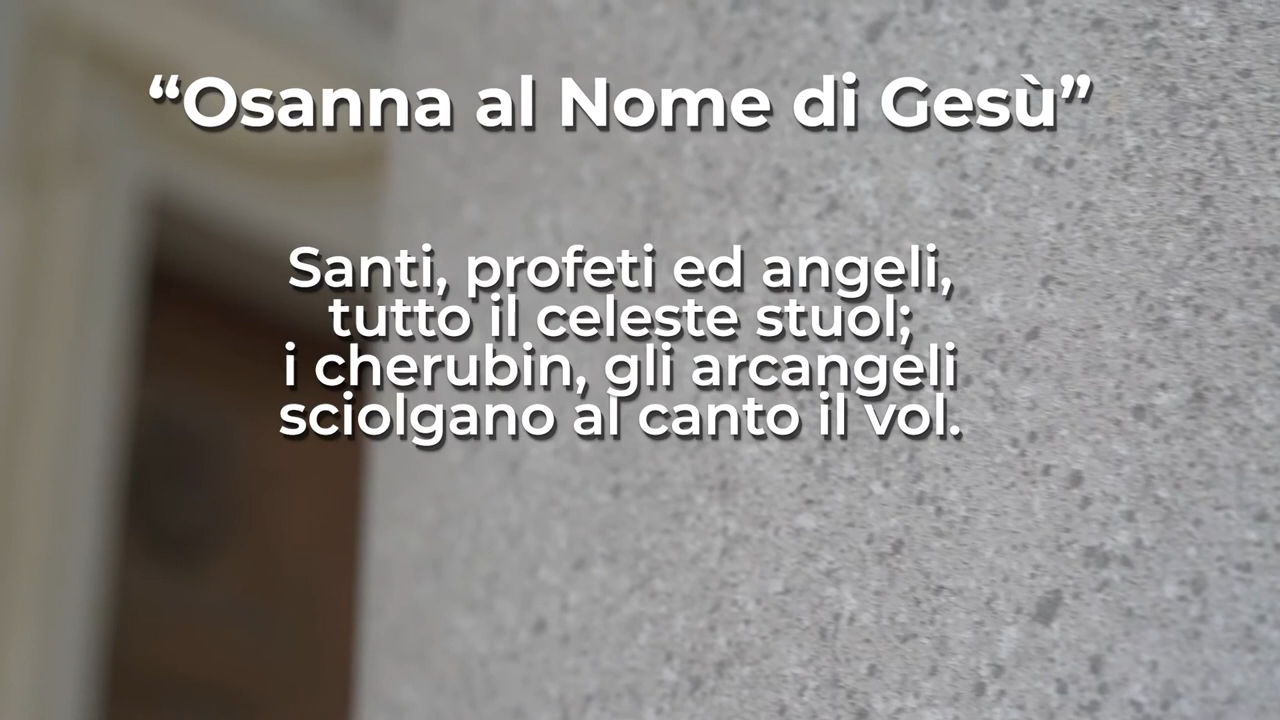 “Osanna al Nome di Gesù”
Santi, profeti ed angeli,
tutto il celeste stuol;
i cherubin, gli arcangeli
sciolgano al canto il vol.